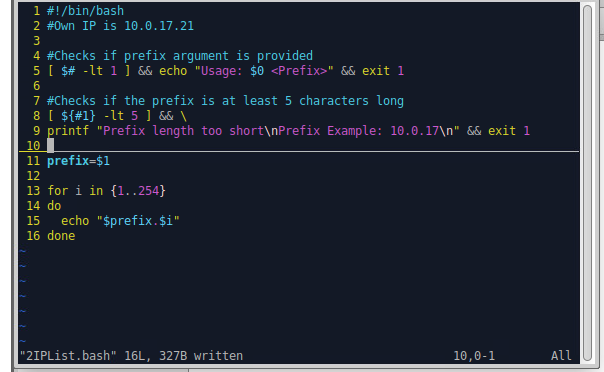 1 #!/bin/bash
2 #Own IP is 10.0.17.21
3
4 #Checks if prefix argument is provided
5 [ $# -lt 1 ] && echo "Usage: $0 <Prefix>" && exit 1
6
7 #Checks if the prefix is at least 5 characters long
8 [ ${#1} -lt 5 ] && \
9 printf "Prefix length too short\nPrefix Example: 10.0.17\n" && exit 1
10
11 prefix=$1
12
13 for i in {1..254}
14 do
15   echo "$prefix.$i"
16 done
~
~
~
~
~
~
~
"2IPList.bash" 16L, 327B written 10,0-1 All